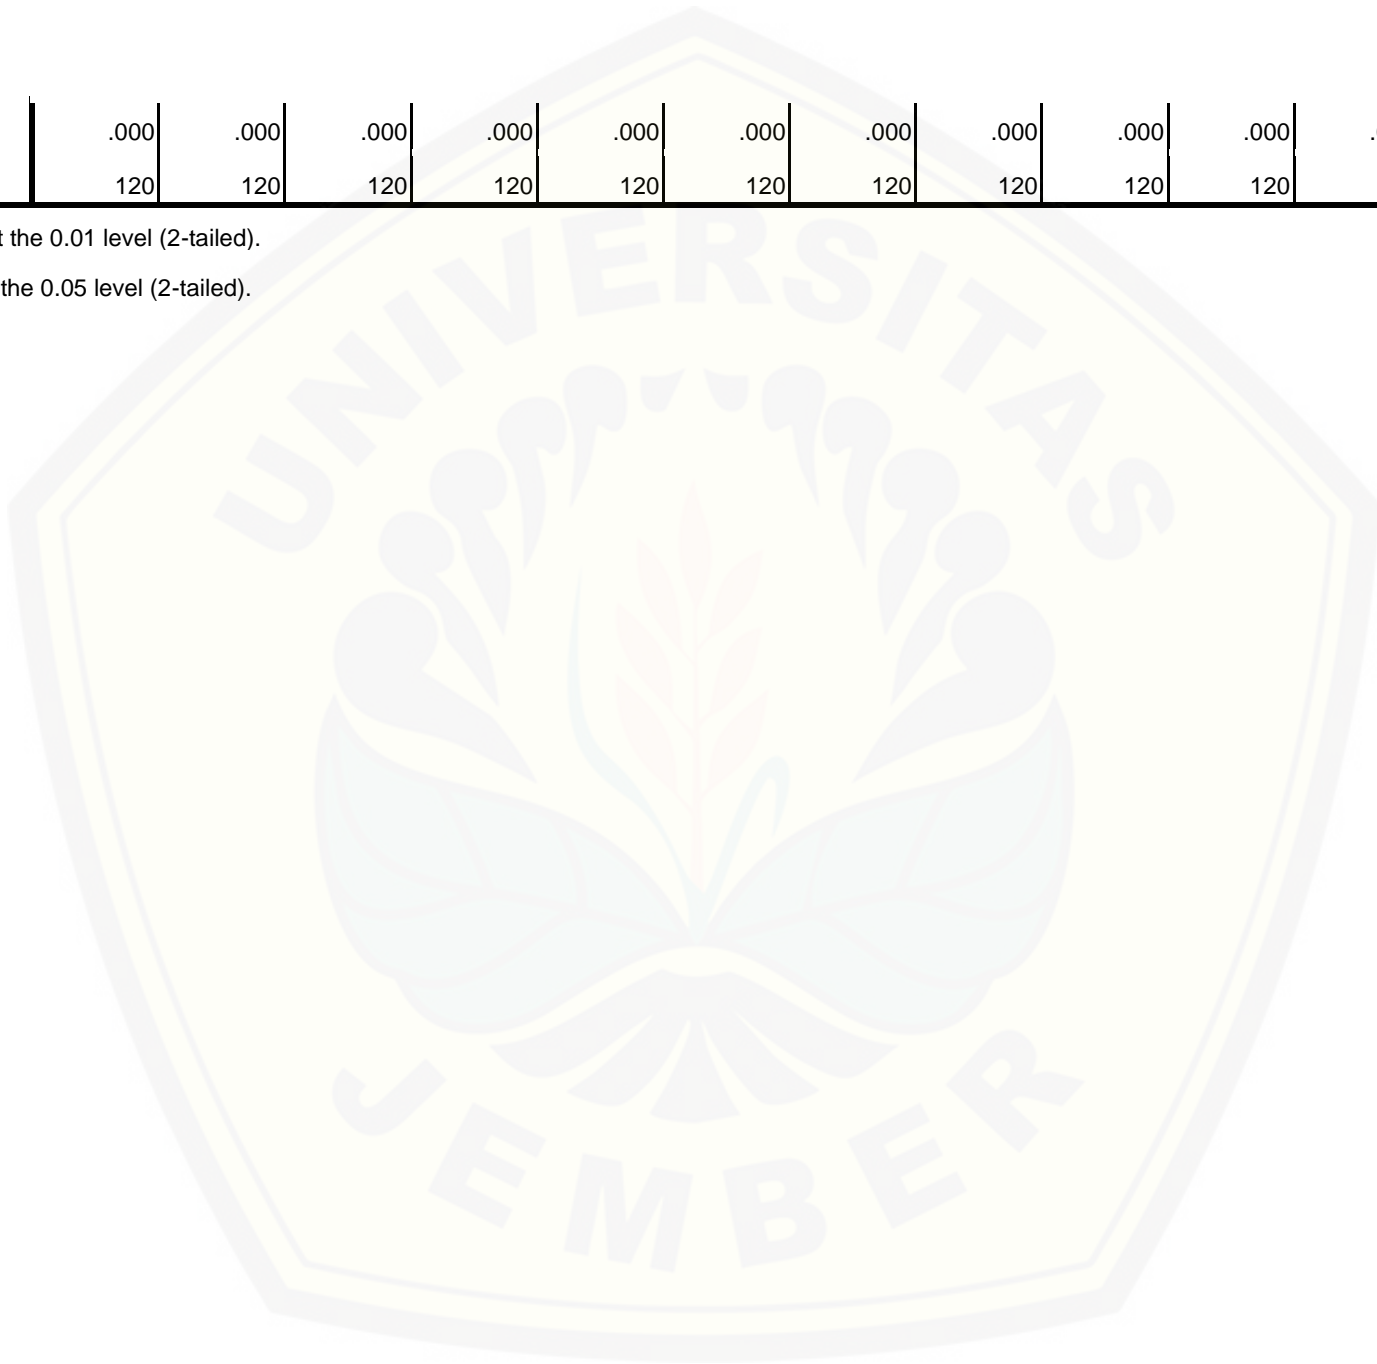 .000 .000 .000 .000 .000 .000 .000 .000 .000 .000
120 120 120 120 120 120 120 120 120 120
t the 0.01 level (2-tailed).
the 0.05 level (2-tailed).
UNIVERSITAS
JEMBER